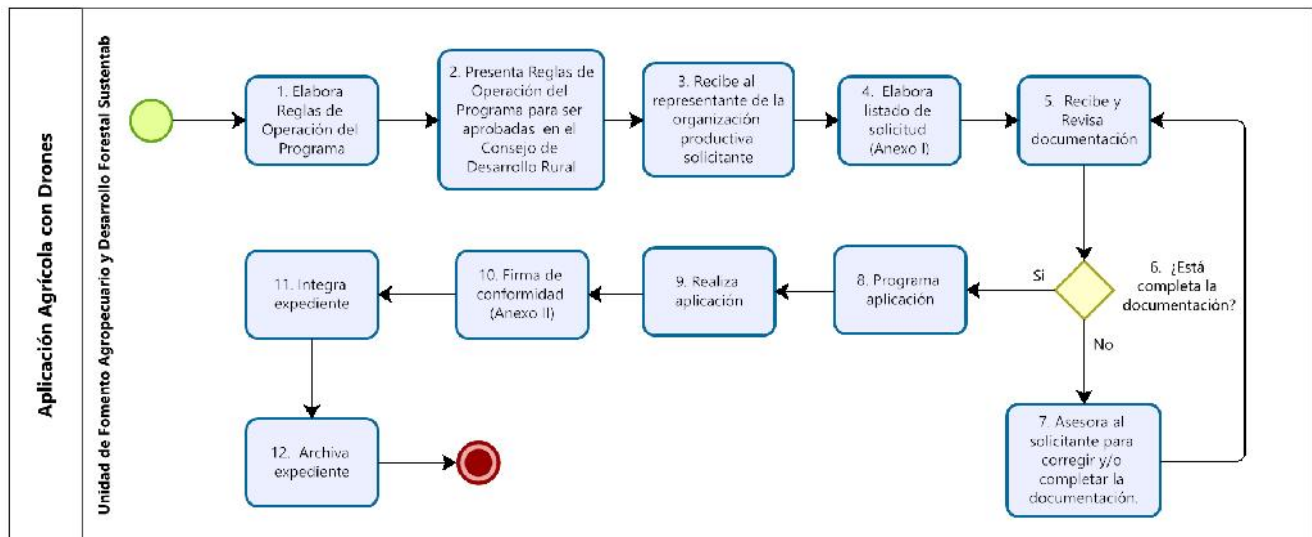 Aplicación Agrícola con Drones
Unidad de Fomento Agropecuario y Desarrollo Forestal Sustentab
1. Elabora
Reglas de
Operación del
Programa
2. Presenta Reglas de
Operación del
Programa para ser
aprobadas en el
Consejo de
Desarrollo Rural
3. Recibe al
representante de la
organización
productiva
solicitante
4. Elabora
listado de
solicitud
(Anexo I)
5. Recibe y
Revisa
documentación
6. ¿Está
completa la
documentación?
Si
No
7. Asesora al
solicitante para
corregir y/o
completar la
documentación.
8. Programa
aplicación
9. Realiza
aplicación
10. Firma de
conformidad
(Anexo II)
11. Integra
expediente
12. Archiva
expediente